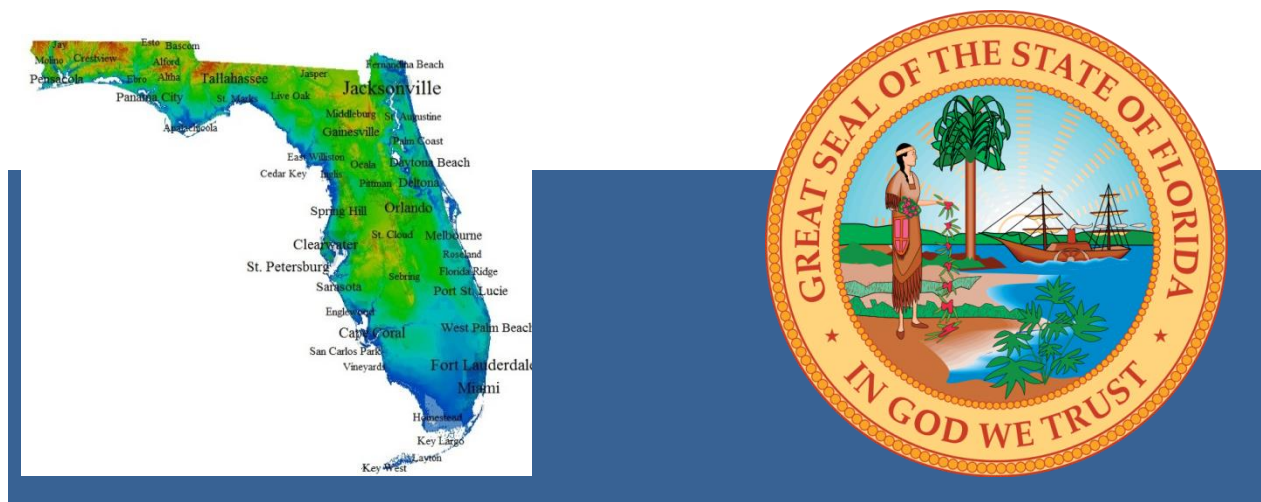 Jay
Esto
Bascom
Molino
Crestview
Alford
Fernandina Beach
Pensacola
Ebro
Altha
Tallahassee
Jasper
Jacksonville
Panama City
St. Marks
Live Oak
Middleburg
St. Augustine
Apalachicola
Gainesville
Palm Coast
East Williston
Ocala
Daytona Beach
Cedar Key
Inglis
Pittman
Deltona
Spring Hill
Orlando
St. Cloud
Melbourne
Clearwater
Roseland
St. Petersburg
Sebring
Florida Ridge
Sarasota
Port St. Lucie
Englewood
Cape Coral
West Palm Beach
San Carlos Park
Vineyards
Fort Lauderdale
Miami
Homestead
Key Largo
Layton
Key West
GREAT SEAL OF THE STATE OF FLORIDA
IN GOD WE TRUST